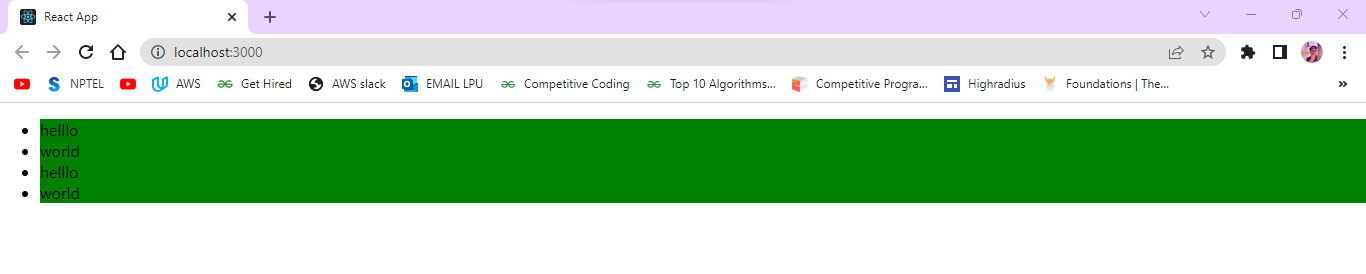 React App
localhost:3000
NPTEL AWS Get Hired AWS slack EMAIL LPU Competitive Coding Top 10 Algorithms... Competitive Progra... Highradius Foundations | The...
helllo
world
helllo
world